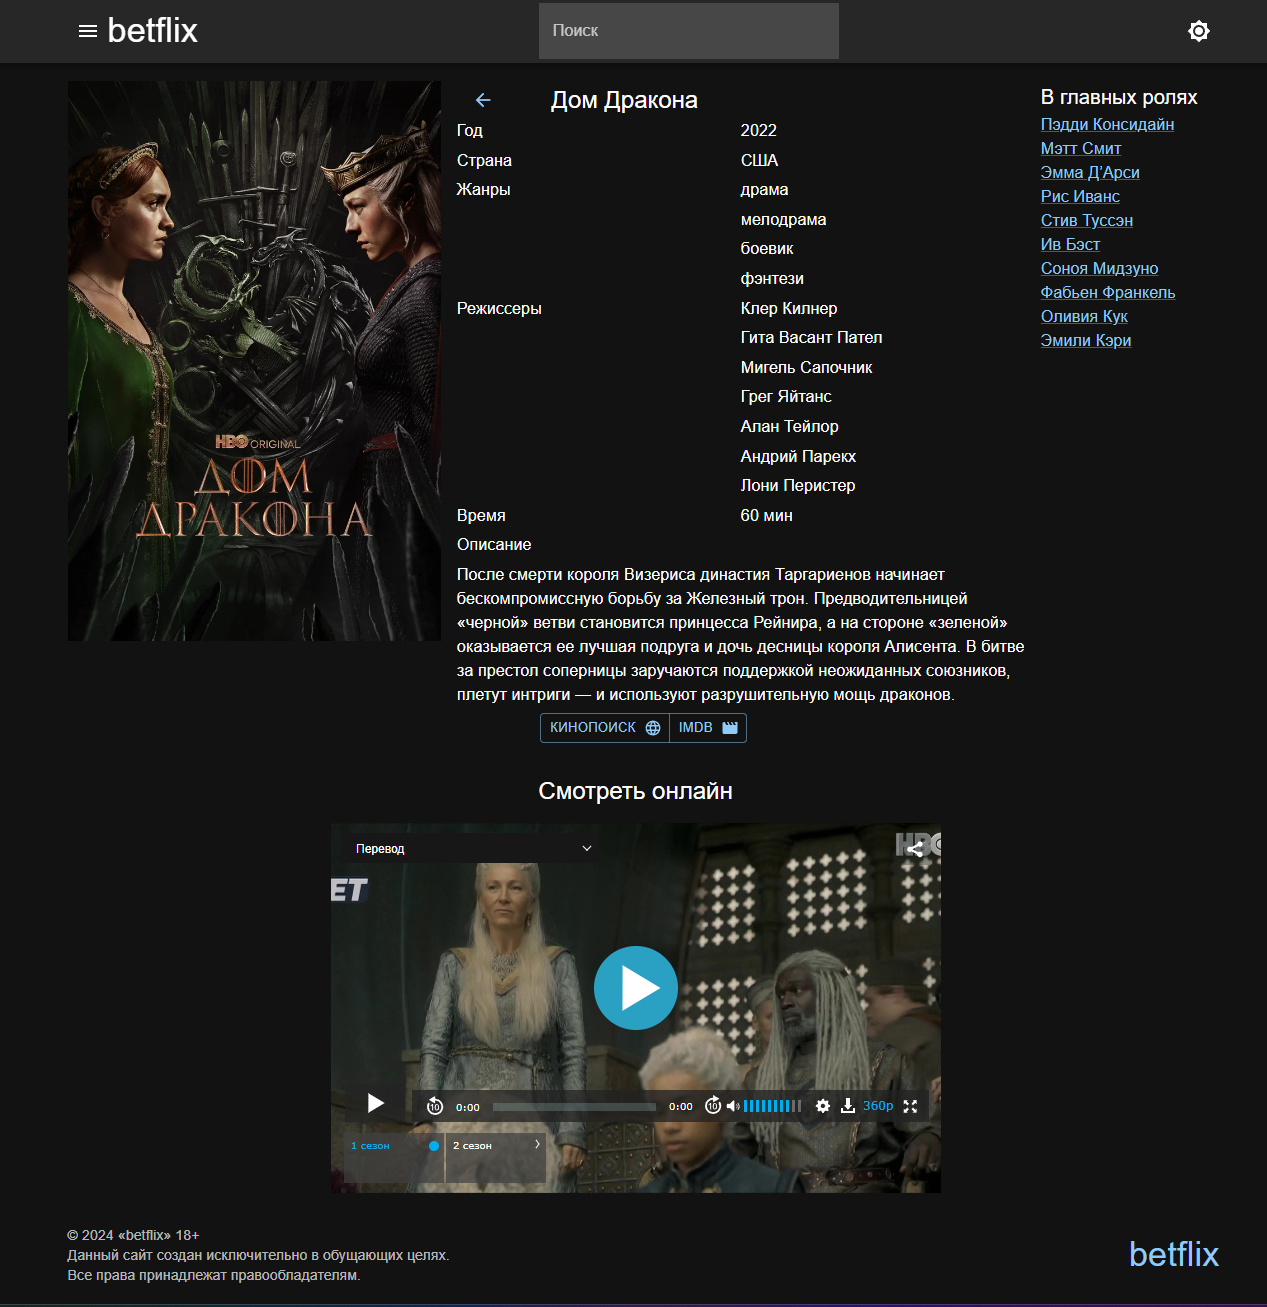 betflix
Поиск
Дом Дракона
Год 2022
Страна США
Жанры драма
мелодрама
боевик
фэнтези
Режиссеры Клер Килнер
Гита Васант Пател
Мигель Сапочник
Грег Яйтанс
Алан Тейлор
Андрий Парекх
Лони Перистер
Время 60 мин
Описание
После смерти короля Визериса династия Таргариенов начинает
бескомпромиссную борьбу за Железный трон. Предводительницей
«черной» ветви становится принцесса Рейнира, а на стороне «зеленой»
оказывается ее лучшая подруга и дочь десницы короля Алисента. В битве
за престол соперницы заручаются поддержкой неожиданных союзников,
плетут интриги — и используют разрушительную мощь драконов.
КИНОПОИСК IMDB
В главных ролях
Пэдди Консидайн
Мэтт Смит
Эмма Д’Арси
Рис Иванс
Стив Туссэн
Ив Бэст
Соноя Мидзуно
Фабьен Франкель
Оливия Кук
Эмили Кэри
HBO ORIGINAL
ДОМ
ДРАКОНА
Смотреть онлайн
Перевод
HBO
ET
10 0:00 0:00 10 360p
1 сезон 2 сезон
© 2024 «betflix» 18+
Данный сайт создан исключительно в обущающих целях.
Все права принадлежат правообладателям.
betflix